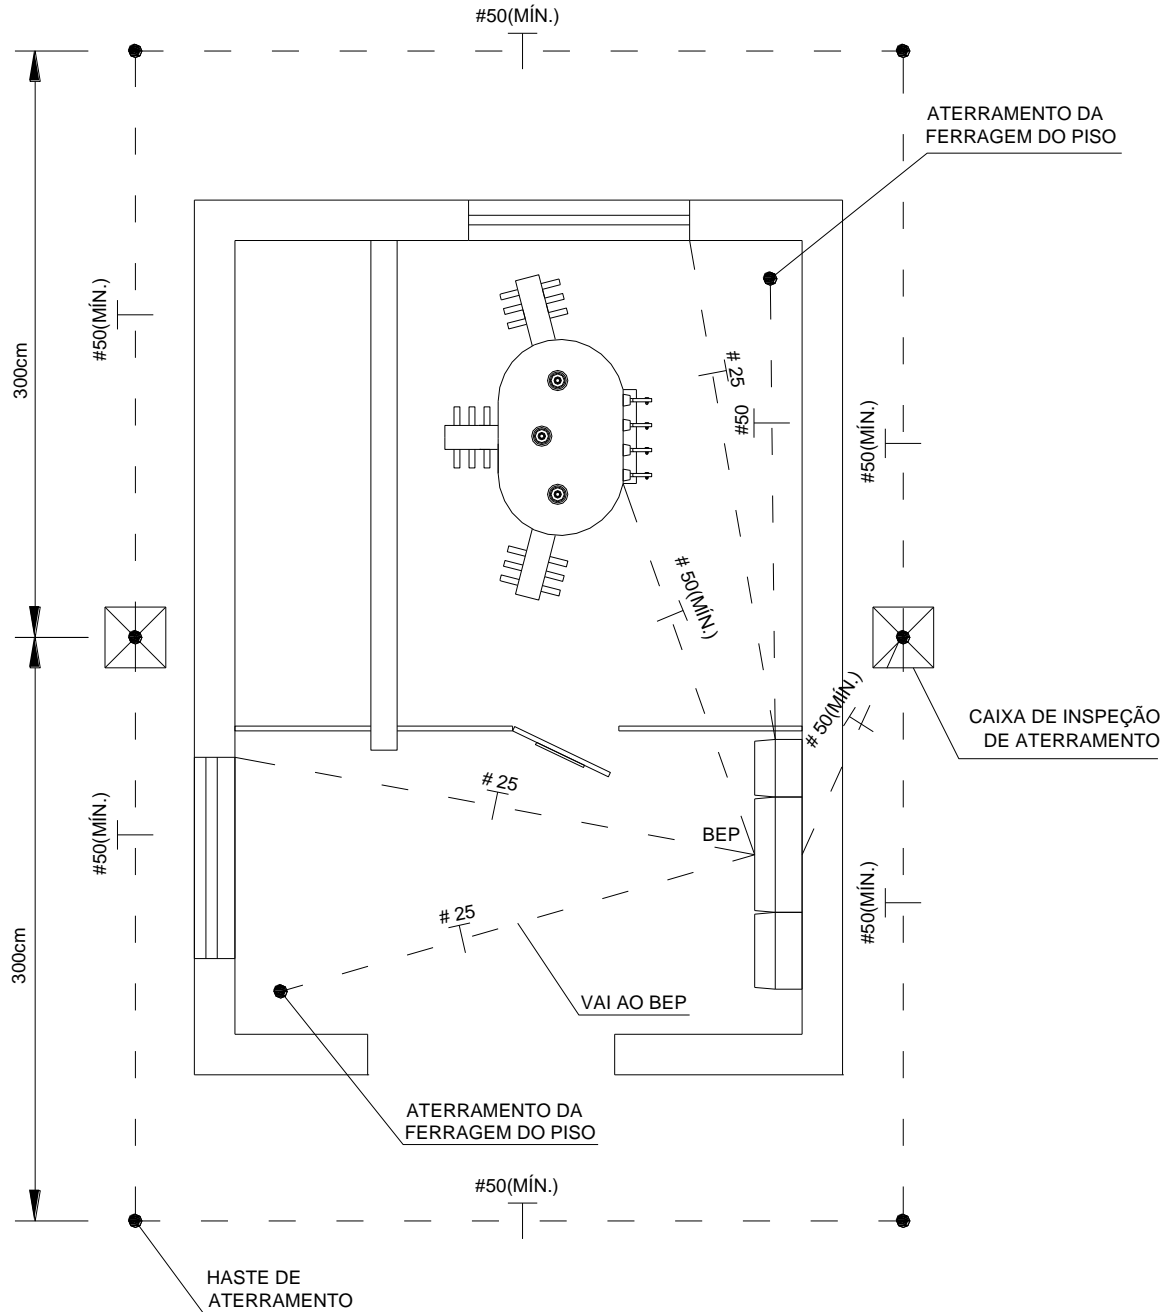 #50(MÍN.)
ATERRAMENTO DA
FERRAGEM DO PISO
#50(MÍN.)
300cm
# 25
#50
#50(MÍN.)
# 50(MÍN.)
# 50(MÍN.)
CAIXA DE INSPEÇÃO
DE ATERRAMENTO
#50(MÍN.)
# 25
BEP
#50(MÍN.)
# 25
300cm
VAI AO BEP
ATERRAMENTO DA
FERRAGEM DO PISO
#50(MÍN.)
HASTE DE
ATERRAMENTO